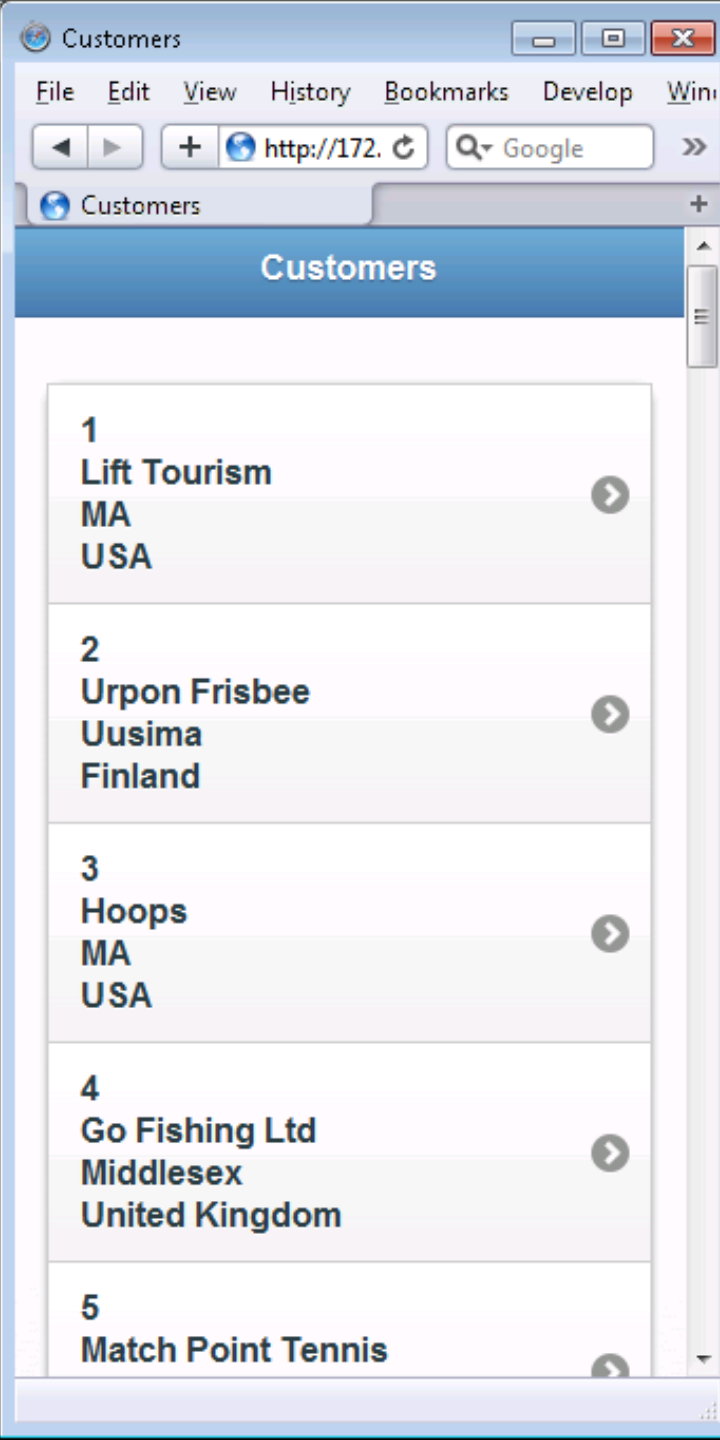 Customers
File Edit View History Bookmarks Develop
http://172. Google
Customers
Customers
1
Lift Tourism
MA
USA
2
Urpon Frisbee
Uusima
Finland
3
Hoops
MA
USA
4
Go Fishing Ltd
Middlesex
United Kingdom
5
Match Point Tennis